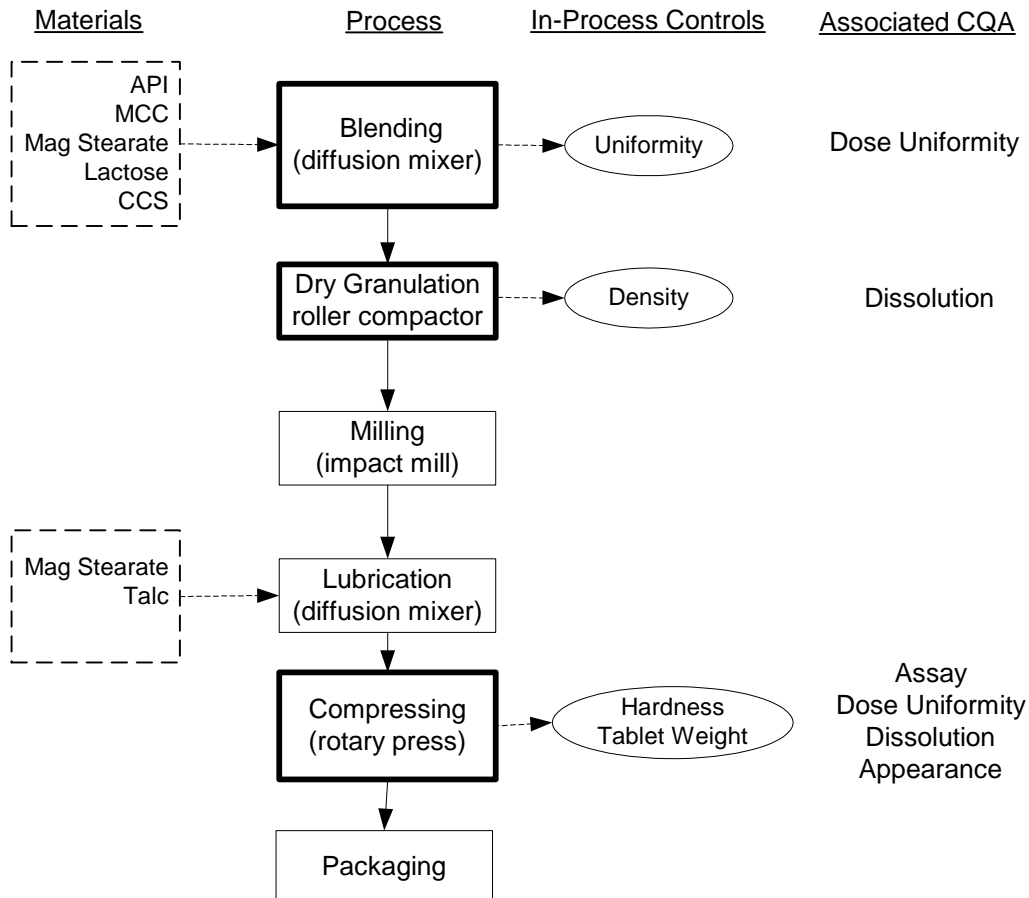 Materials
Process
In-Process Controls
Associated CQA
API
MCC
Mag Stearate
Lactose
CCS
Blending
(diffusion mixer)
Uniformity
Dose Uniformity
Dry Granulation
roller compactor
Density
Dissolution
Milling
(impact mill)
Mag Stearate
Talc
Lubrication
(diffusion mixer)
Compressing
(rotary press)
Hardness
Tablet Weight
Assay
Dose Uniformity
Dissolution
Appearance
Packaging